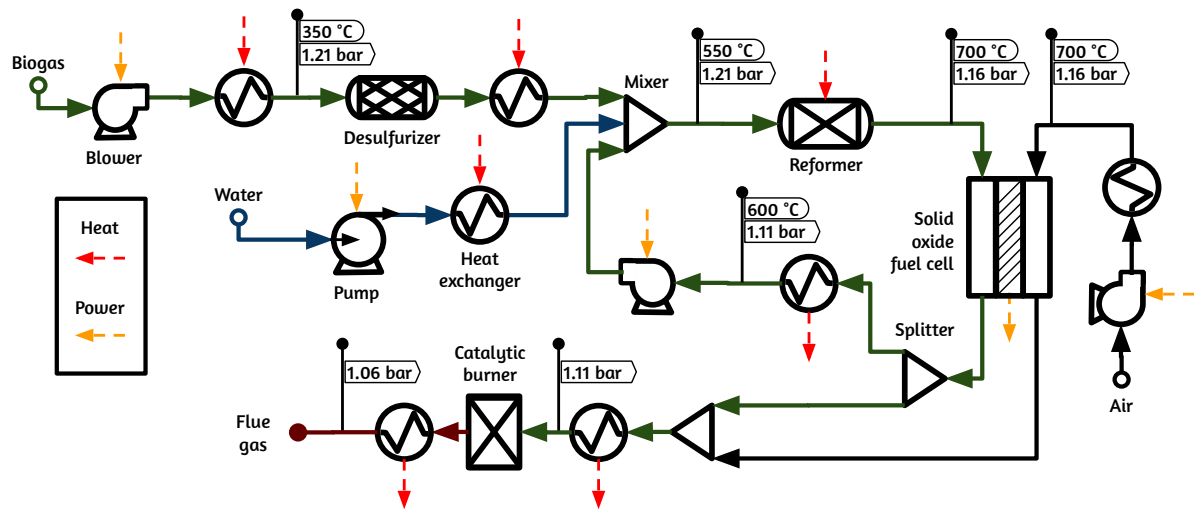 350 °C
1.21 bar
Biogas
Blower
Desulfurizer
Mixer
550 °C
1.21 bar
Reformer
700 °C
1.16 bar
700 °C
1.16 bar
Water
Pump
Heat
exchanger
Heat
Power
600 °C
1.11 bar
Solid
oxide
fuel cell
Splitter
Air
1.06 bar
Catalytic
burner
1.11 bar
Flue
gas